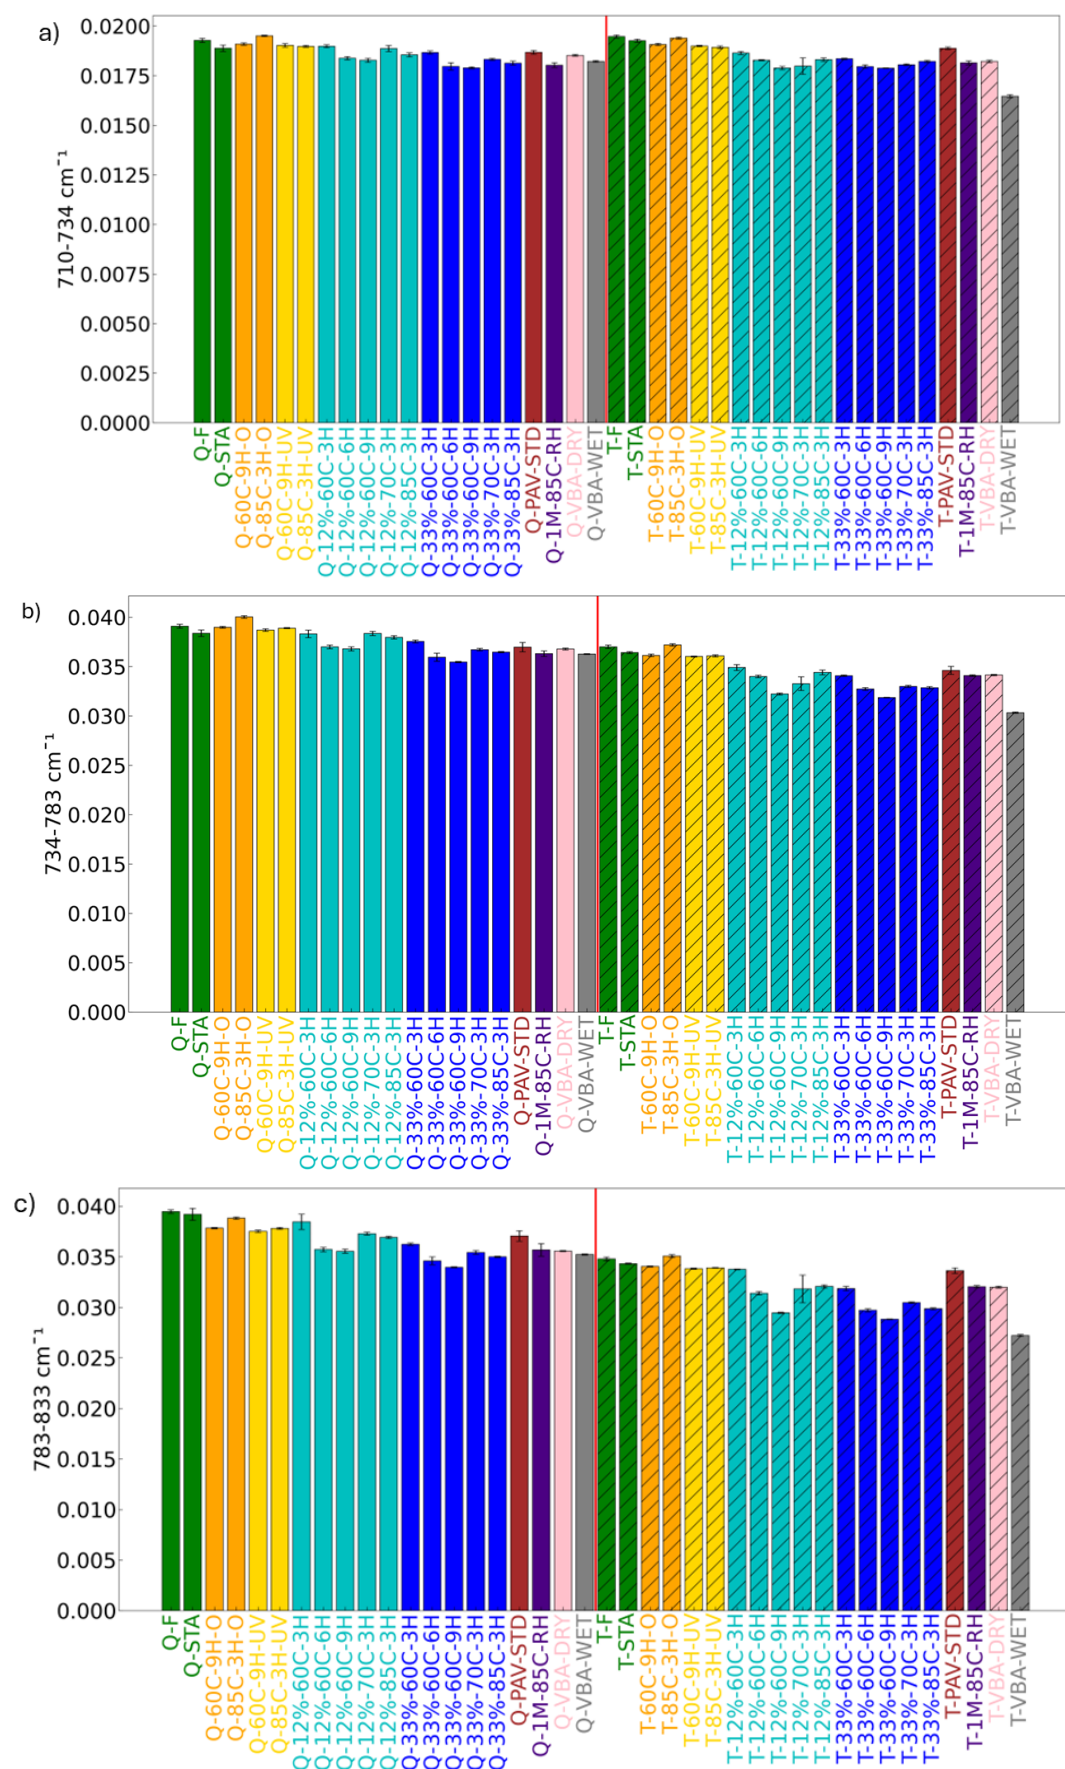 a)
710-734 cm⁻¹
0.0200
0.0175
0.0150
0.0125
0.0100
0.0075
0.0050
0.0025
0.0000
Q-F
Q-STA
Q-60C-9H-O
Q-85C-3H-O
Q-60C-9H-UV
Q-85C-3H-UV
Q-12%-60C-3H
Q-12%-60C-6H
Q-12%-60C-9H
Q-12%-70C-3H
Q-12%-85C-3H
Q-33%-60C-3H
Q-33%-60C-6H
Q-33%-60C-9H
Q-33%-70C-3H
Q-33%-85C-3H
Q-PAV-STD
Q-1M-85C-RH
Q-VBA-DRY
Q-VBA-WET
T-F
T-STA
T-60C-9H-O
T-85C-3H-O
T-60C-9H-UV
T-85C-3H-UV
T-12%-60C-3H
T-12%-60C-6H
T-12%-60C-9H
T-12%-70C-3H
T-12%-85C-3H
T-33%-60C-3H
T-33%-60C-6H
T-33%-60C-9H
T-33%-70C-3H
T-33%-85C-3H
T-PAV-STD
T-1M-85C-RH
T-VBA-DRY
T-VBA-WET
b)
734-783 cm⁻¹
0.040
0.035
0.030
0.025
0.020
0.015
0.010
0.005
0.000
Q-F
Q-STA
Q-60C-9H-O
Q-85C-3H-O
Q-60C-9H-UV
Q-85C-3H-UV
Q-12%-60C-3H
Q-12%-60C-6H
Q-12%-60C-9H
Q-12%-70C-3H
Q-12%-85C-3H
Q-33%-60C-3H
Q-33%-60C-6H
Q-33%-60C-9H
Q-33%-70C-3H
Q-33%-85C-3H
Q-PAV-STD
Q-1M-85C-RH
Q-VBA-DRY
Q-VBA-WET
T-F
T-STA
T-60C-9H-O
T-85C-3H-O
T-60C-9H-UV
T-85C-3H-UV
T-12%-60C-3H
T-12%-60C-6H
T-12%-60C-9H
T-12%-70C-3H
T-12%-85C-3H
T-33%-60C-3H
T-33%-60C-6H
T-33%-60C-9H
T-33%-70C-3H
T-33%-85C-3H
T-PAV-STD
T-1M-85C-RH
T-VBA-DRY
T-VBA-WET
c)
783-833 cm⁻¹
0.040
0.035
0.030
0.025
0.020
0.015
0.010
0.005
0.000
Q-F
Q-STA
Q-60C-9H-O
Q-85C-3H-O
Q-60C-9H-UV
Q-85C-3H-UV
Q-12%-60C-3H
Q-12%-60C-6H
Q-12%-60C-9H
Q-12%-70C-3H
Q-12%-85C-3H
Q-33%-60C-3H
Q-33%-60C-6H
Q-33%-60C-9H
Q-33%-70C-3H
Q-33%-85C-3H
Q-PAV-STD
Q-1M-85C-RH
Q-VBA-DRY
Q-VBA-WET
T-F
T-STA
T-60C-9H-O
T-85C-3H-O
T-60C-9H-UV
T-85C-3H-UV
T-12%-60C-3H
T-12%-60C-6H
T-12%-60C-9H
T-12%-70C-3H
T-12%-85C-3H
T-33%-60C-3H
T-33%-60C-6H
T-33%-60C-9H
T-33%-70C-3H
T-33%-85C-3H
T-PAV-STD
T-1M-85C-RH
T-VBA-DRY
T-VBA-WET